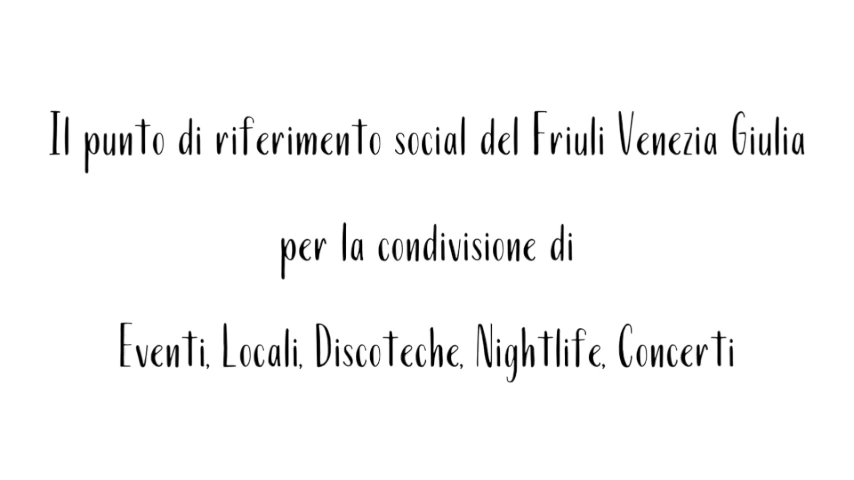 Il punto di riferimento social del Friuli Venezia Giulia
per la condivisione di
Eventi, Locali, Discoteche, Nightlife, Concerti